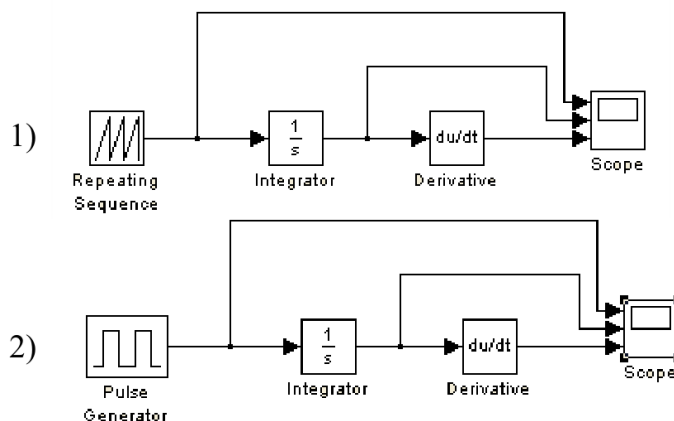 1)
1
s
du/dt
Scope
Repeating
Sequence
Integrator
Derivative
2)
1
s
du/dt
Scope
Pulse
Generator
Integrator
Derivative